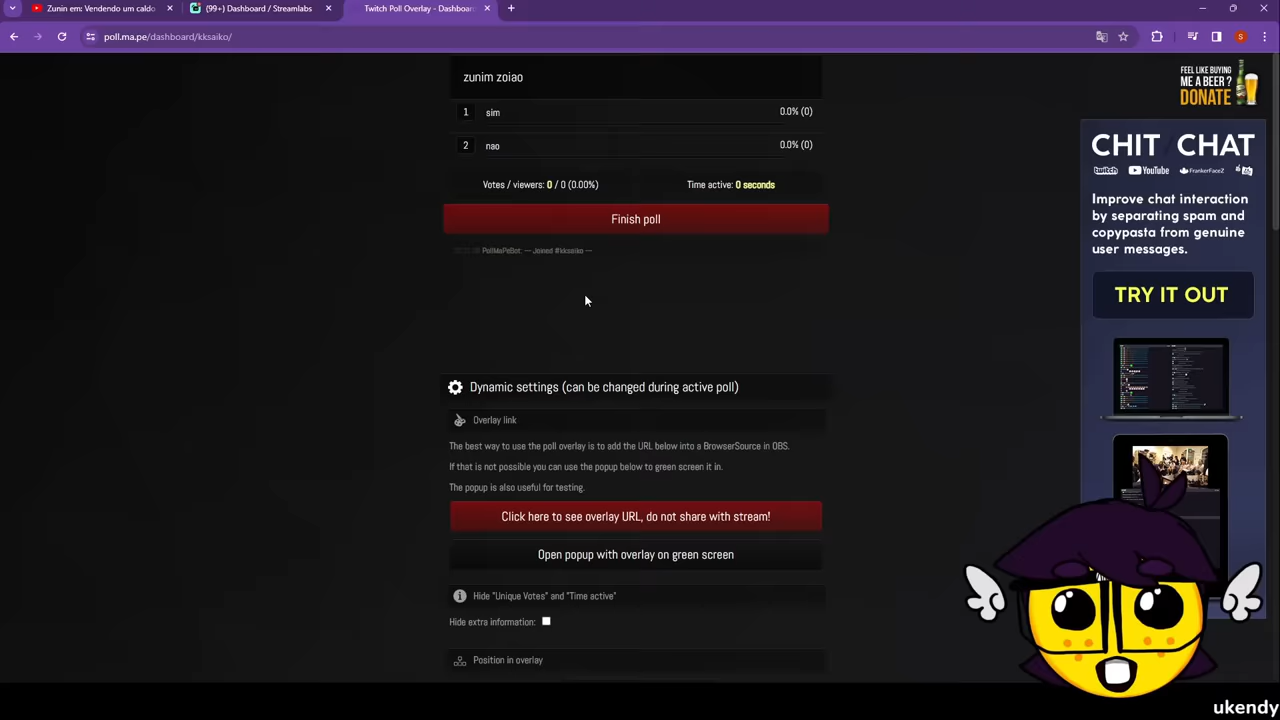 Zunin em: Vendendo um caldo
(99+) Dashboard / Streamlabs
Twitch Poll Overlay - Dashboar
poll.ma.pe/dashboard/kksaiko/
S
zunim zoiao
1 sim 0.0% (0)
2 nao 0.0% (0)
Votes / viewers: 0 / 0 (0.00%) Time active: 0 seconds
Finish poll
PollMaPeBot: --- Joined #kksaiko ---
Dynamic settings (can be changed during active poll)
Overlay link
The best way to use the poll overlay is to add the URL below into a BrowserSource in OBS.
If that is not possible you can use the popup below to green screen it in.
The popup is also useful for testing.
Click here to see overlay URL, do not share with stream!
Open popup with overlay on green screen
Hide "Unique Votes" and "Time active"
Hide extra information:
Position in overlay
FEEL LIKE BUYING
ME A BEER ?
DONATE
CHIT CHAT
twitch YouTube FrankerFaceZ
Improve chat interaction
by separating spam and
copypasta from genuine
user messages.
TRY IT OUT
ukendy